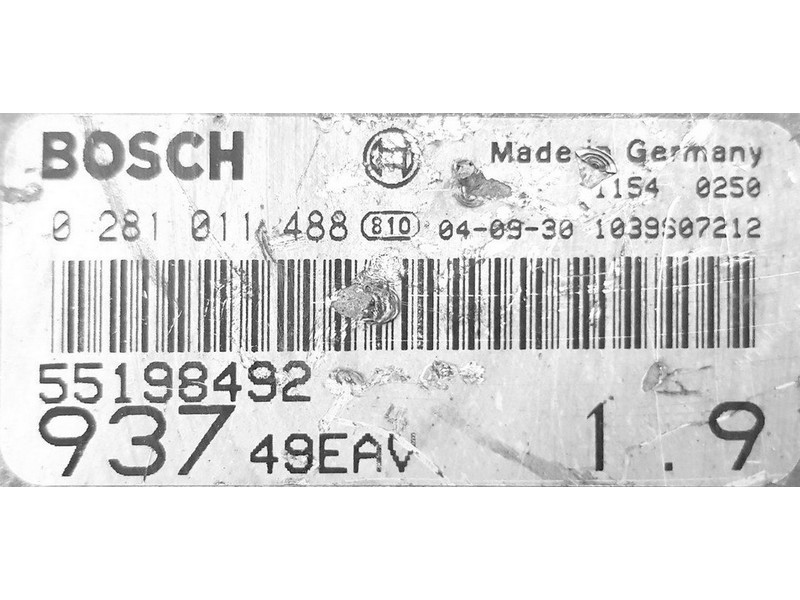 BOSCH
Made in Germany
1154 0250
0 281 011 488 810 04-09-30 1039S07212
55198492
937 49EAV 1.9